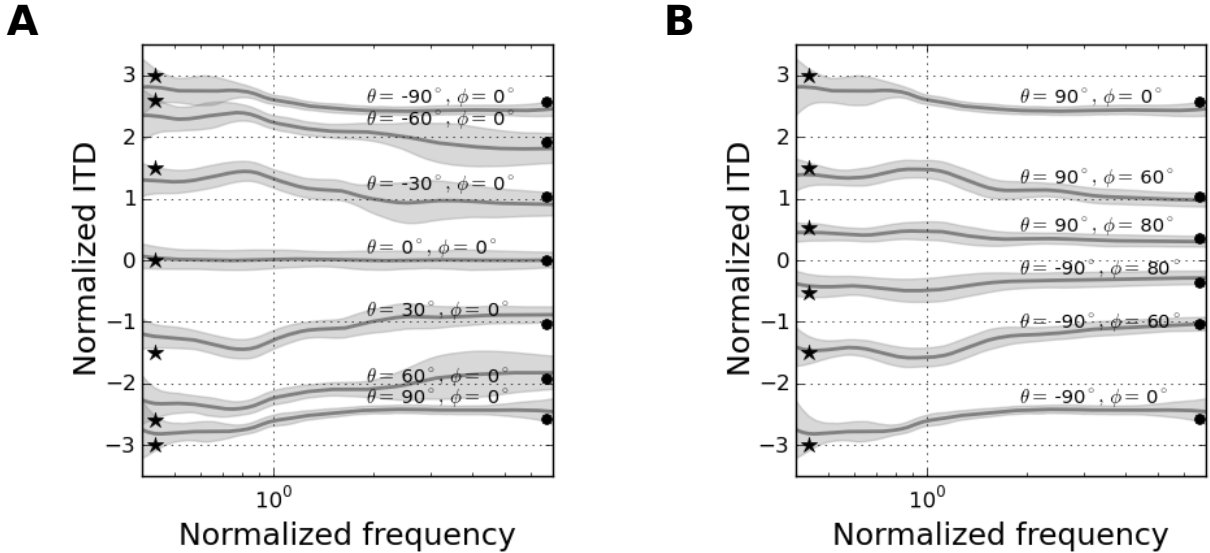 A
Normalized ITD
3
2
1
0
−1
−2
−3
θ = -90°, ϕ = 0°
θ = -60°, ϕ = 0°
θ = -30°, ϕ = 0°
θ = 0°, ϕ = 0°
θ = 30°, ϕ = 0°
θ = 60°, ϕ = 0°
θ = 90°, ϕ = 0°
10⁰
Normalized frequency
B
Normalized ITD
3
2
1
0
−1
−2
−3
θ = 90°, ϕ = 0°
θ = 90°, ϕ = 60°
θ = 90°, ϕ = 80°
θ = -90°, ϕ = 80°
θ = -90°, ϕ = 60°
θ = -90°, ϕ = 0°
10⁰
Normalized frequency